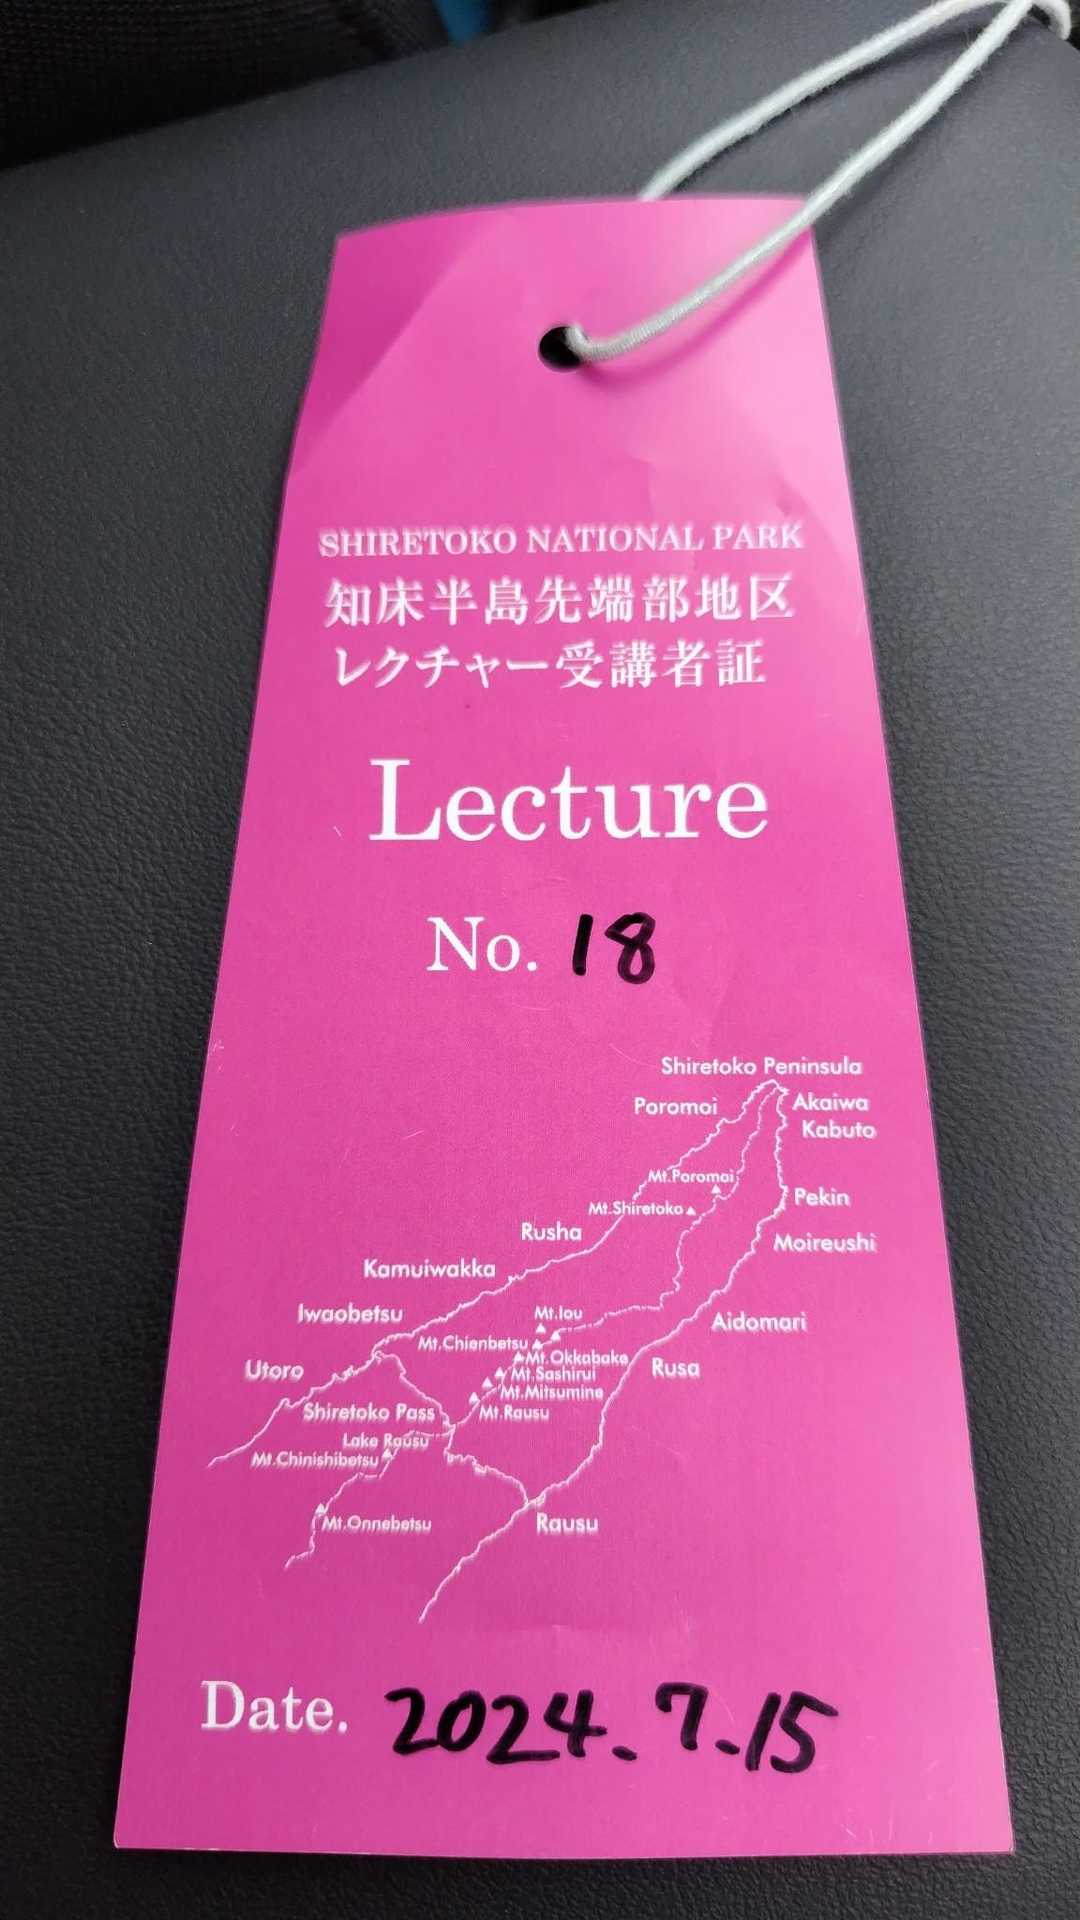 SHIRETOKO NATIONAL PARK
知床半島先端部地区
レクチャー受講者証
Lecture
No. 18
Shiretoko Peninsula
Poromoi
Akaiwa
Kabuto
Mt.Poromoi
Mt.Shiretoko
Pekin
Rusha
Moireushi
Kamuiwakka
Iwaobetsu
Mt.Iou
Aidomari
Mt.Chienbetsu
Mt.Okkabake
Utoro
Mt.Sashirui
Rusa
Mt.Mitsumine
Shiretoko Pass
Mt.Rausu
Lake Rausu
Mt.Chinishibetsu
Mt.Onnebetsu
Rausu
Date. 2024.7.15